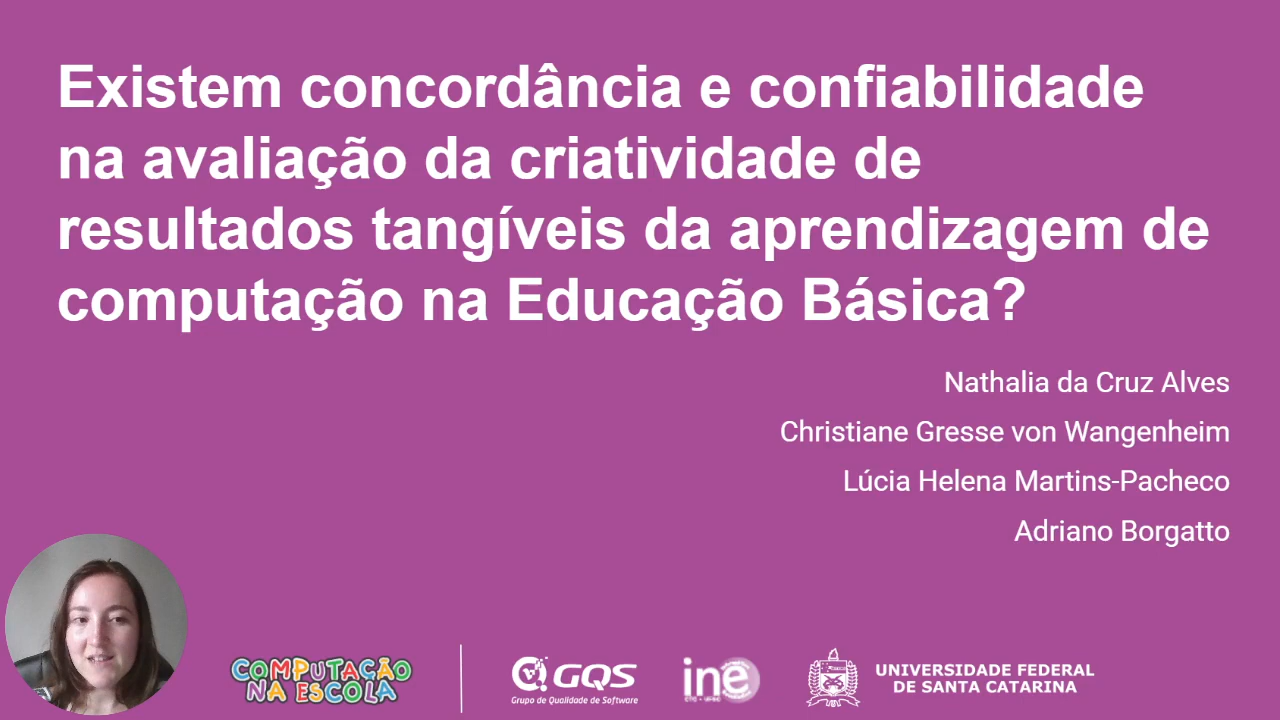 Existem concordância e confiabilidade
na avaliação da criatividade de
resultados tangíveis da aprendizagem de
computação na Educação Básica?
Nathalia da Cruz Alves
Christiane Gresse von Wangenheim
Lúcia Helena Martins-Pacheco
Adriano Borgatto
COMPUTAÇÃO
NA ESCOLA
GQS
Grupo de Qualidade de Software
ine
UNIVERSIDADE FEDERAL
DE SANTA CATARINA